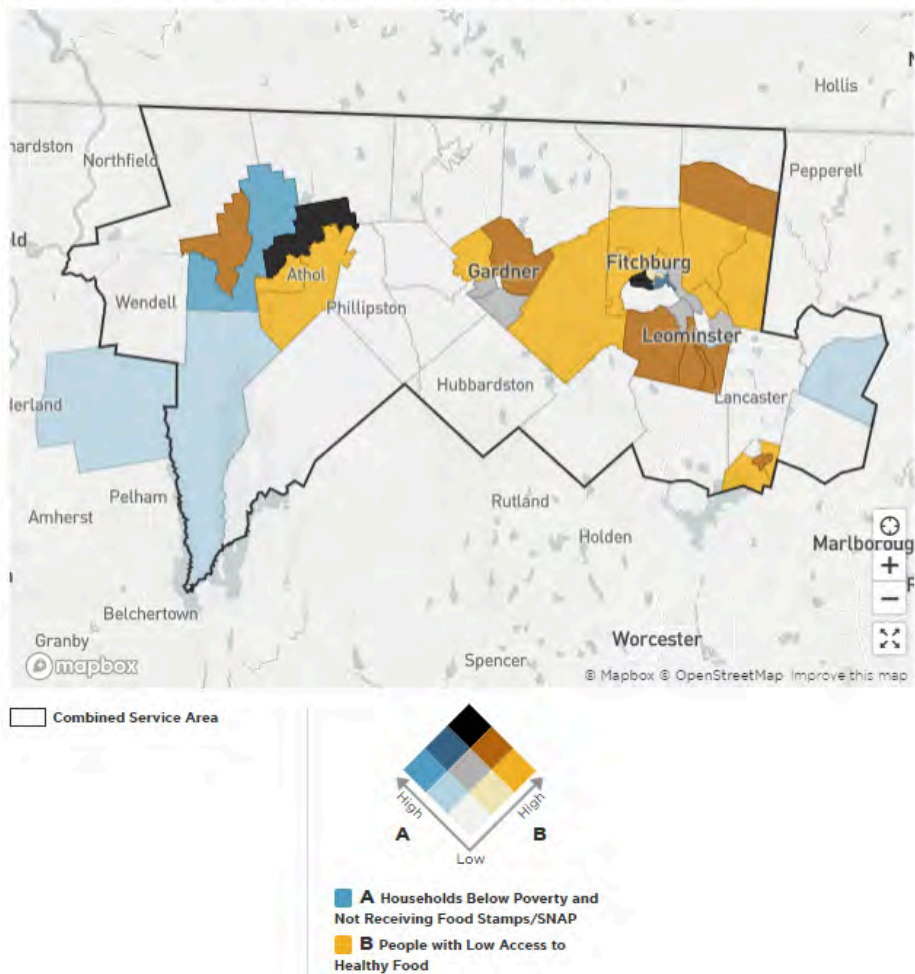 Hollis
nardston
Northfield
Pepperell
ld
Gardner
Fitchburg
Athol
Wendell
Phillipston
Leominster
Hubbardston
Lancaster
derland
Pelham
Rutland
Amherst
Holden
Marlboroug
Belchertown
Granby
Worcester
Spencer
mapbox
© Mapbox © OpenStreetMap Improve this map
Combined Service Area
High
High
A
B
Low
A Households Below Poverty and
Not Receiving Food Stamps/SNAP
B People with Low Access to
Healthy Food